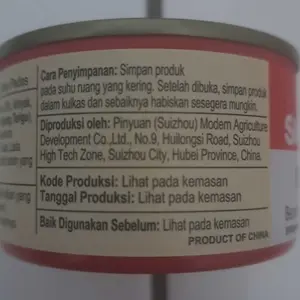 Cara Penyimpanan: Simpan produk
pada suhu ruang yang kering. Setelah dibuka, simpan produk
dalam kulkas dan sebaiknya habiskan sesegera mungkin.
Diproduksi oleh: Pinyuan (Suizhou) Modern Agriculture
Development Co.,Ltd., No.9, Huilongsi Road, Suizhou
High Tech Zone, Suizhou City, Hubei Province, China.
Kode Produksi: Lihat pada kemasan
Tanggal Produksi: Lihat pada kemasan
Baik Digunakan Sebelum: Lihat pada kemasan
PRODUCT OF CHINA